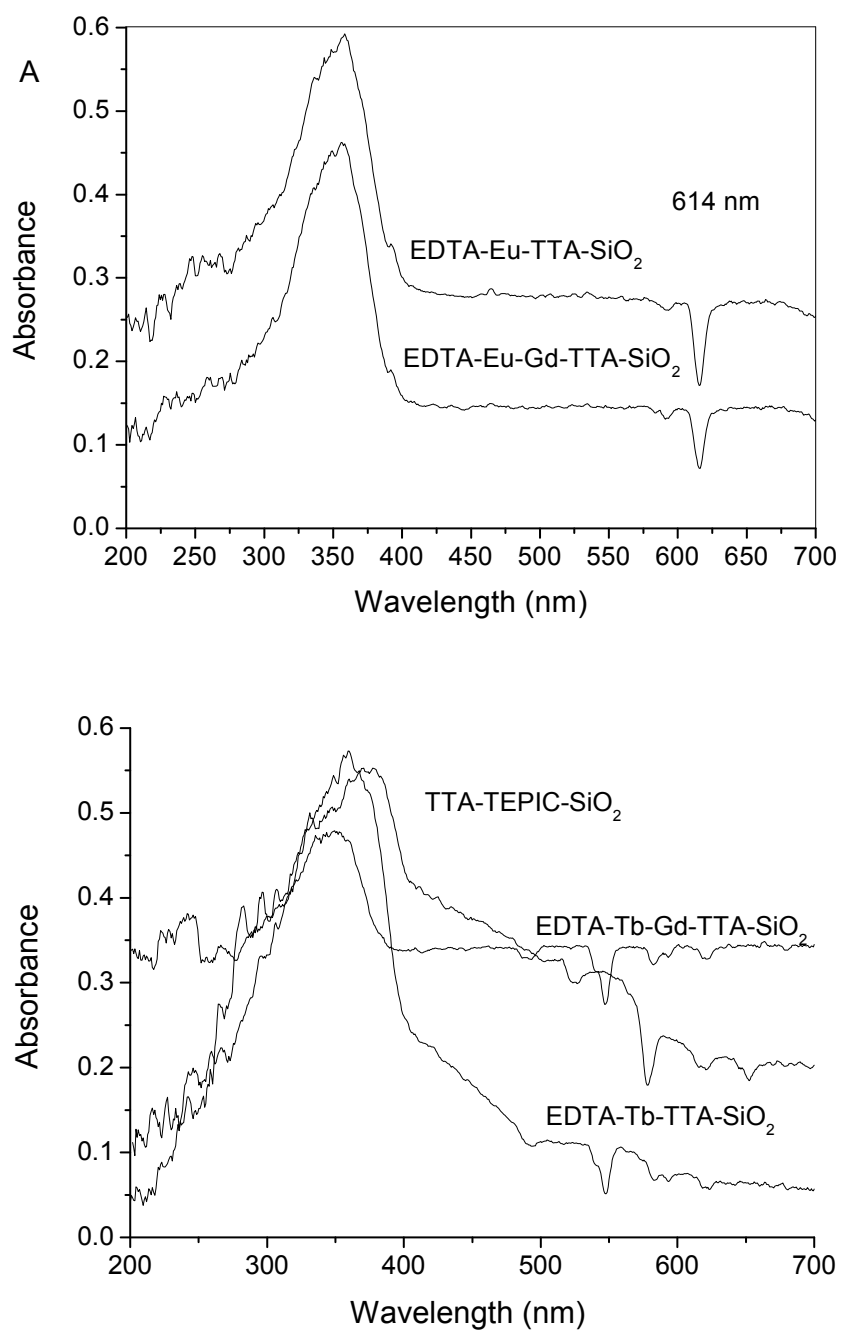 A
0.6
0.5
0.4
0.3
0.2
0.1
0.0
Absorbance
614 nm
EDTA-Eu-TTA-SiO₂
EDTA-Eu-Gd-TTA-SiO₂
200 250 300 350 400 450 500 550 600 650 700
Wavelength (nm)
0.6
0.5
0.4
0.3
0.2
0.1
0.0
Absorbance
TTA-TEPIC-SiO₂
EDTA-Tb-Gd-TTA-SiO₂
EDTA-Tb-TTA-SiO₂
200 300 400 500 600 700
Wavelength (nm)